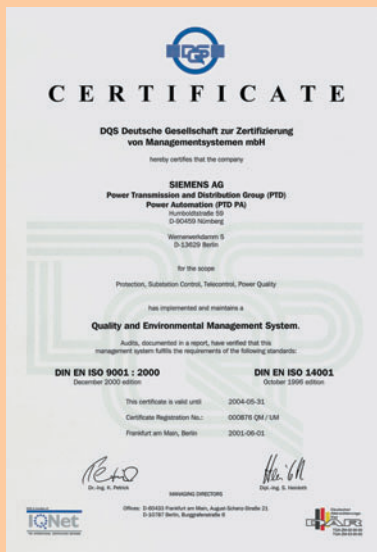 DQS
CERTIFICATE
DQS Deutsche Gesellschaft zur Zertifizierung
von Managementsystemen mbH
hereby certifies that the company
SIEMENS AG
Power Transmission and Distribution Group (PTD)
Power Automation (PTD PA)
Humboldtstraße 59
D-90459 Nürnberg
Wernerwerkdamm 5
D-13629 Berlin
for the scope
Protection, Substation Control, Telecontrol, Power Quality
has implemented and maintains a
Quality and Environmental Management System.
Audits, documented in a report, have verified that this
management system fulfills the requirements of the following standards:
DIN EN ISO 9001 : 2000 DIN EN ISO 14001
December 2000 edition October 1996 edition
This certificate is valid until 2004-05-31
Certificate Registration No.: 000876 QM / UM
Frankfurt am Main, Berlin 2001-06-01
Dr.-Ing. K. Petrick Dipl.-Ing. S. Heinloth
MANAGING DIRECTORS
Offices: D-60433 Frankfurt am Main, August-Schanz-Straße 21
D-10787 Berlin, Burggrafenstraße 6
IQNet
DAR